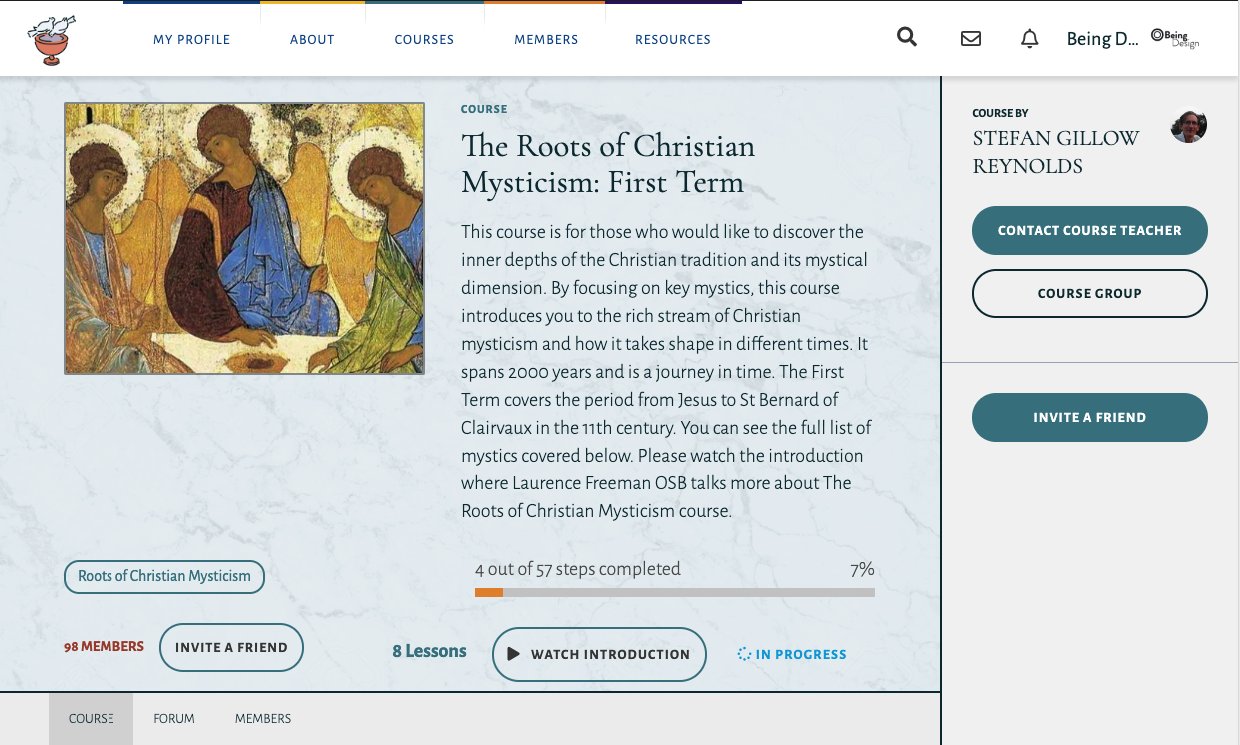 MY PROFILE
ABOUT
COURSES
MEMBERS
RESOURCES
Being D...
Being
Design
COURSE
The Roots of Christian
Mysticism: First Term
This course is for those who would like to discover the
inner depths of the Christian tradition and its mystical
dimension. By focusing on key mystics, this course
introduces you to the rich stream of Christian
mysticism and how it takes shape in different times. It
spans 2000 years and is a journey in time. The First
Term covers the period from Jesus to St Bernard of
Clairvaux in the 11th century. You can see the full list of
mystics covered below. Please watch the introduction
where Laurence Freeman OSB talks more about The
Roots of Christian Mysticism course.
Roots of Christian Mysticism
4 out of 57 steps completed
7%
98 MEMBERS
INVITE A FRIEND
8 Lessons
WATCH INTRODUCTION
IN PROGRESS
COURSE
FORUM
MEMBERS
COURSE BY
STEFAN GILLOW
REYNOLDS
CONTACT COURSE TEACHER
COURSE GROUP
INVITE A FRIEND